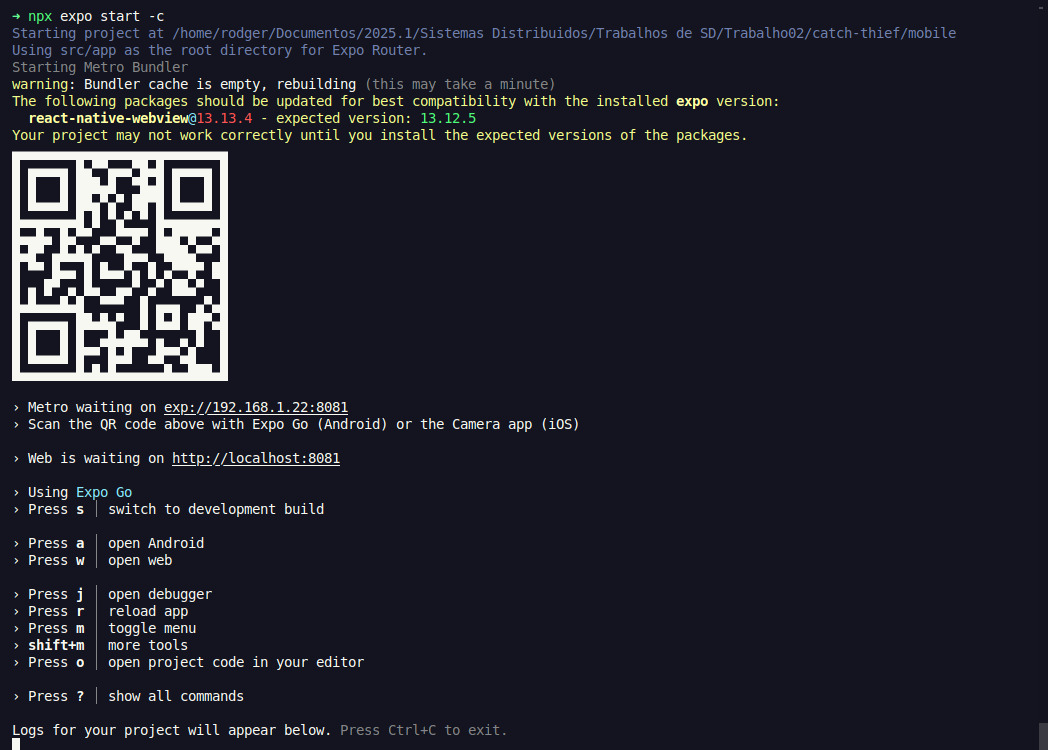 → npx expo start -c
Starting project at /home/rodger/Documentos/2025.1/Sistemas Distribuidos/Trabalhos de SD/Trabalho02/catch-thief/mobile
Using src/app as the root directory for Expo Router.
Starting Metro Bundler
warning: Bundler cache is empty, rebuilding (this may take a minute)
The following packages should be updated for best compatibility with the installed expo version:
  react-native-webview@13.13.4 - expected version: 13.12.5
Your project may not work correctly until you install the expected versions of the packages.
› Metro waiting on exp://192.168.1.22:8081
› Scan the QR code above with Expo Go (Android) or the Camera app (iOS)
› Web is waiting on http://localhost:8081
› Using Expo Go
› Press s │ switch to development build
› Press a │ open Android
› Press w │ open web
› Press j │ open debugger
› Press r │ reload app
› Press m │ toggle menu
› shift+m │ more tools
› Press o │ open project code in your editor
› Press ? │ show all commands
Logs for your project will appear below. Press Ctrl+C to exit.